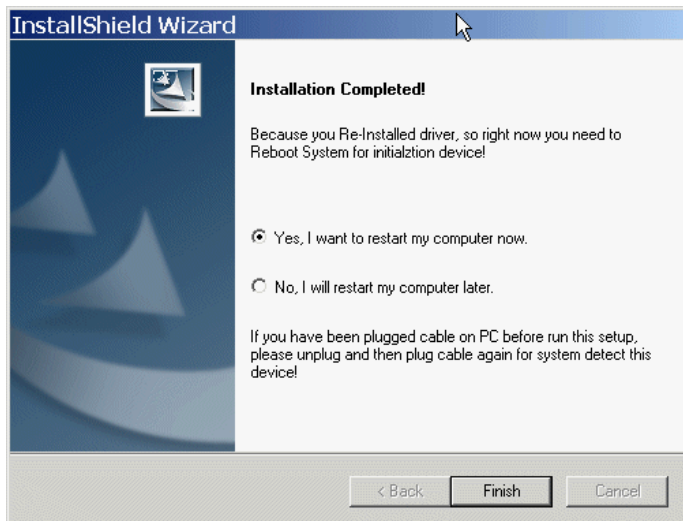 InstallShield Wizard
Installation Completed!
Because you Re-Installed driver, so right now you need to
Reboot System for initialztion device!
Yes, I want to restart my computer now.
No, I will restart my computer later.
If you have been plugged cable on PC before run this setup,
please unplug and then plug cable again for system detect this
device!
< Back
Finish
Cancel